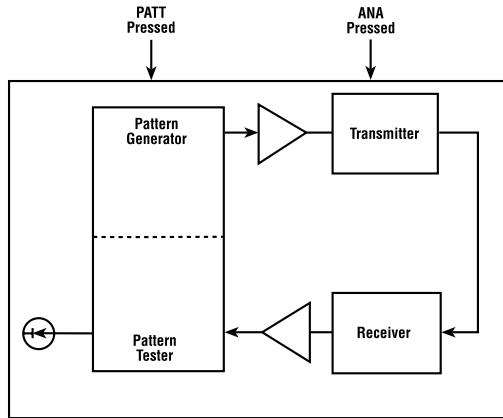 PATT
Pressed
ANA
Pressed
Pattern
Generator
Transmitter
Pattern
Tester
Receiver